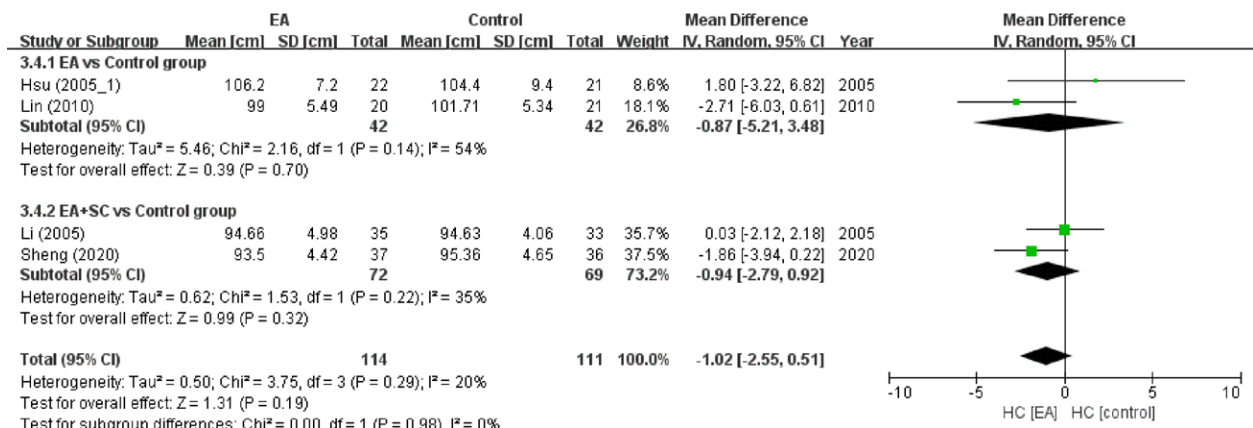 EA Control Mean Difference Mean Difference
Study or Subgroup Mean [cm] SD [cm] Total Mean [cm] SD [cm] Total Weight IV, Random, 95% CI Year IV, Random, 95% CI
3.4.1 EA vs Control group
Hsu (2005_1) 106.2 7.2 22 104.4 9.4 21 8.6% 1.80 [-3.22, 6.82] 2005
Lin (2010) 99 5.49 20 101.71 5.34 21 18.1% -2.71 [-6.03, 0.61] 2010
Subtotal (95% CI) 42 42 26.8% -0.87 [-5.21, 3.48]
Heterogeneity: Tau² = 5.46; Chi² = 2.16, df = 1 (P = 0.14); I² = 54%
Test for overall effect: Z = 0.39 (P = 0.70)
3.4.2 EA+SC vs Control group
Li (2005) 94.66 4.98 35 94.63 4.06 33 35.7% 0.03 [-2.12, 2.18] 2005
Sheng (2020) 93.5 4.42 37 95.36 4.65 36 37.5% -1.86 [-3.94, 0.22] 2020
Subtotal (95% CI) 72 69 73.2% -0.94 [-2.79, 0.92]
Heterogeneity: Tau² = 0.62; Chi² = 1.53, df = 1 (P = 0.22); I² = 35%
Test for overall effect: Z = 0.99 (P = 0.32)
Total (95% CI) 114 111 100.0% -1.02 [-2.55, 0.51]
Heterogeneity: Tau² = 0.50; Chi² = 3.75, df = 3 (P = 0.29); I² = 20%
Test for overall effect: Z = 1.31 (P = 0.19)
Test for subgroup differences: Chi² = 0.00, df = 1 (P = 0.98), I² = 0%
-10 -5 0 5 10
HC [EA] HC [control]